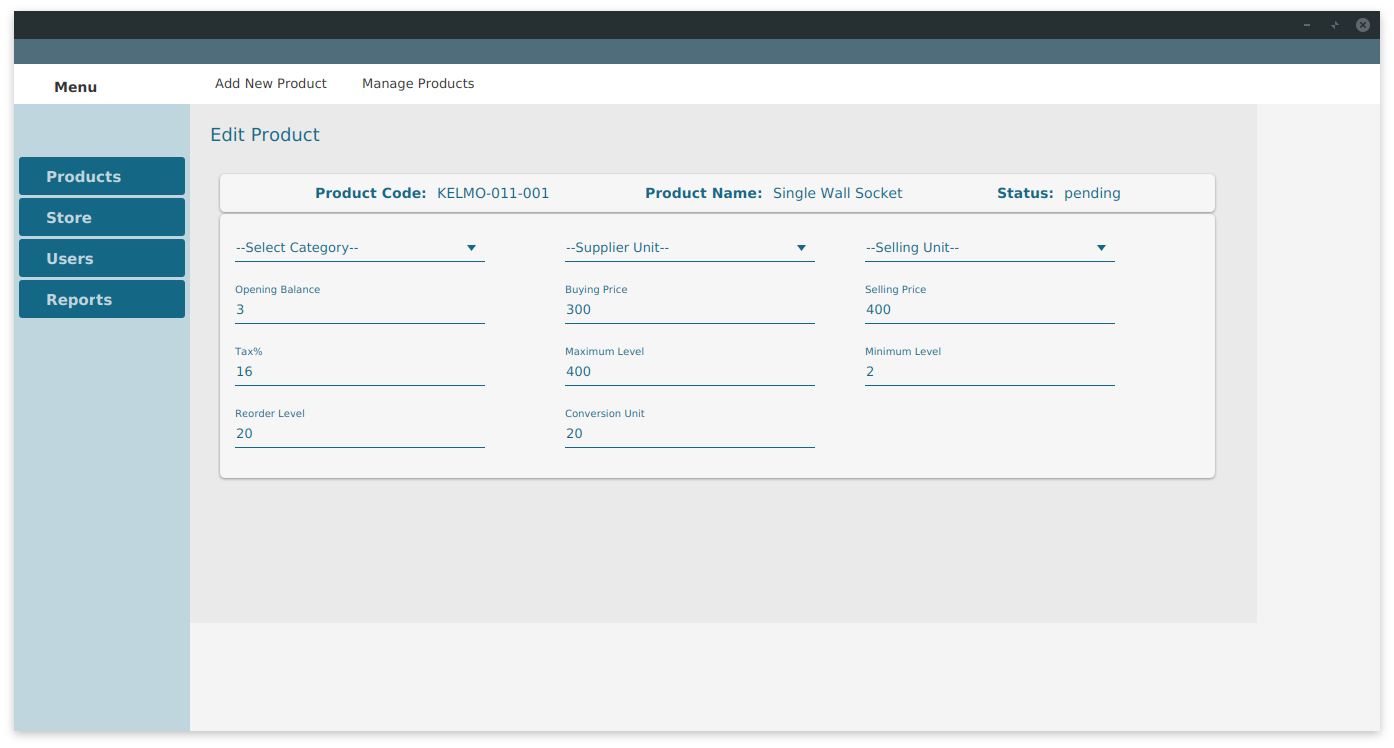 Menu
Add New Product Manage Products
Edit Product
Products
Store
Users
Reports
Product Code: KELMO-011-001 Product Name: Single Wall Socket Status: pending
--Select Category-- --Supplier Unit-- --Selling Unit--
Opening Balance Buying Price Selling Price
3 300 400
Tax% Maximum Level Minimum Level
16 400 2
Reorder Level Conversion Unit
20 20